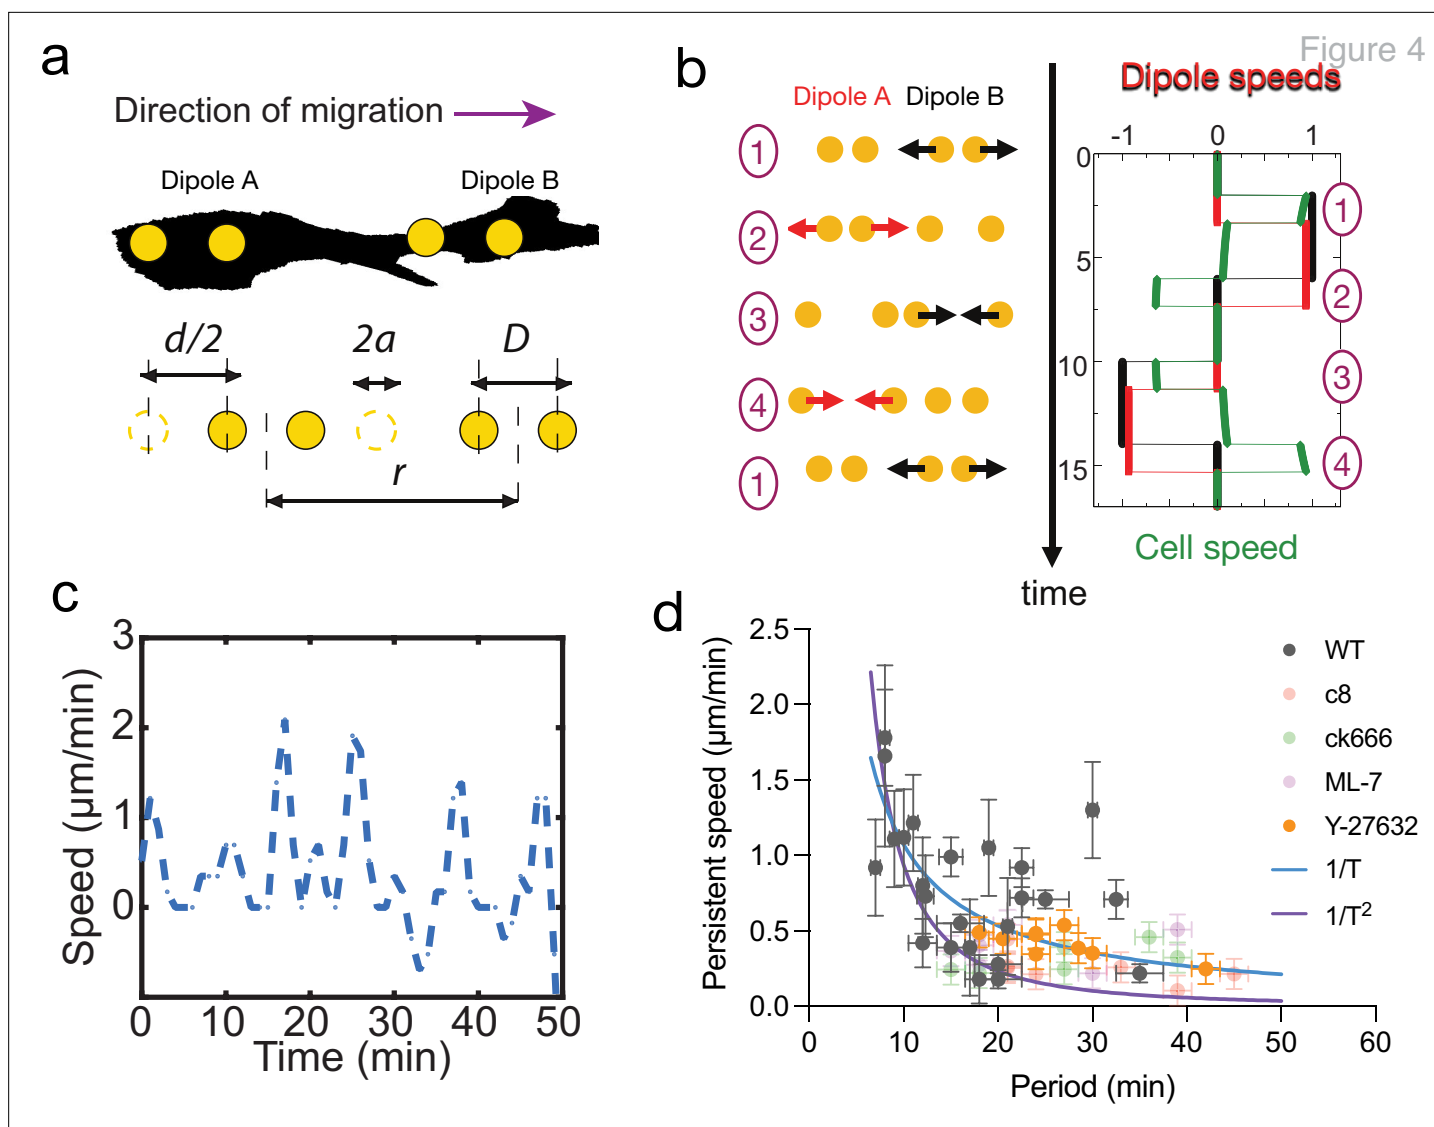 Figure 4
a
Direction of migration
Dipole A
Dipole B
d/2
2a
D
r
b
Dipole A
Dipole B
1
2
3
4
1
time
Dipole speeds
-1
0
1
0
5
10
15
1
2
3
4
Cell speed
c
Speed (µm/min)
3
2
1
0
0
10
20
30
40
50
Time (min)
d
Persistent speed (µm/min)
2.5
2.0
1.5
1.0
0.5
0.0
0
10
20
30
40
50
60
Period (min)
WT
c8
ck666
ML-7
Y-27632
1/T
1/T²